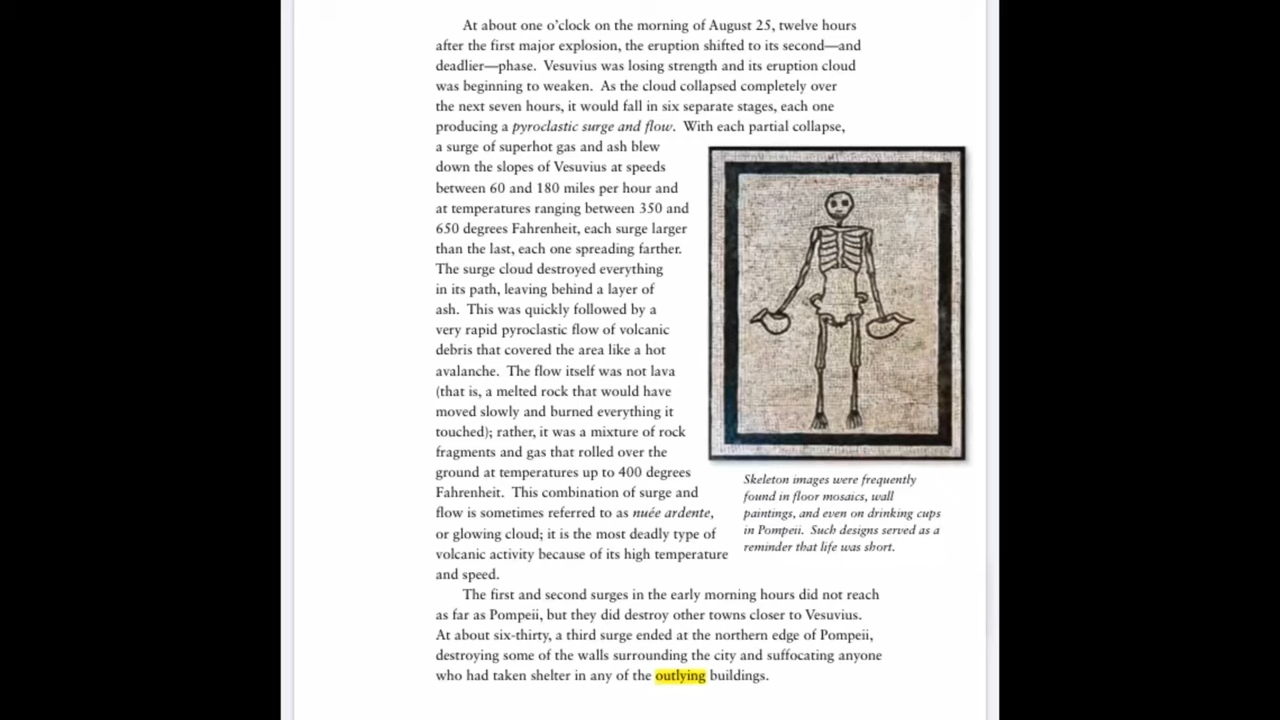 At about one o’clock on the morning of August 25, twelve hours
after the first major explosion, the eruption shifted to its second—and
deadlier—phase. Vesuvius was losing strength and its eruption cloud
was beginning to weaken. As the cloud collapsed completely over
the next seven hours, it would fall in six separate stages, each one
producing a pyroclastic surge and flow. With each partial collapse,
a surge of superhot gas and ash blew
down the slopes of Vesuvius at speeds
between 60 and 180 miles per hour and
at temperatures ranging between 350 and
650 degrees Fahrenheit, each surge larger
than the last, each one spreading farther.
The surge cloud destroyed everything
in its path, leaving behind a layer of
ash. This was quickly followed by a
very rapid pyroclastic flow of volcanic
debris that covered the area like a hot
avalanche. The flow itself was not lava
(that is, a melted rock that would have
moved slowly and burned everything it
touched); rather, it was a mixture of rock
fragments and gas that rolled over the
ground at temperatures up to 400 degrees
Fahrenheit. This combination of surge and
flow is sometimes referred to as nuée ardente,
or glowing cloud; it is the most deadly type of
volcanic activity because of its high temperature
and speed.
Skeleton images were frequently
found in floor mosaics, wall
paintings, and even on drinking cups
in Pompeii. Such designs served as a
reminder that life was short.
The first and second surges in the early morning hours did not reach
as far as Pompeii, but they did destroy other towns closer to Vesuvius.
At about six-thirty, a third surge ended at the northern edge of Pompeii,
destroying some of the walls surrounding the city and suffocating anyone
who had taken shelter in any of the outlying buildings.